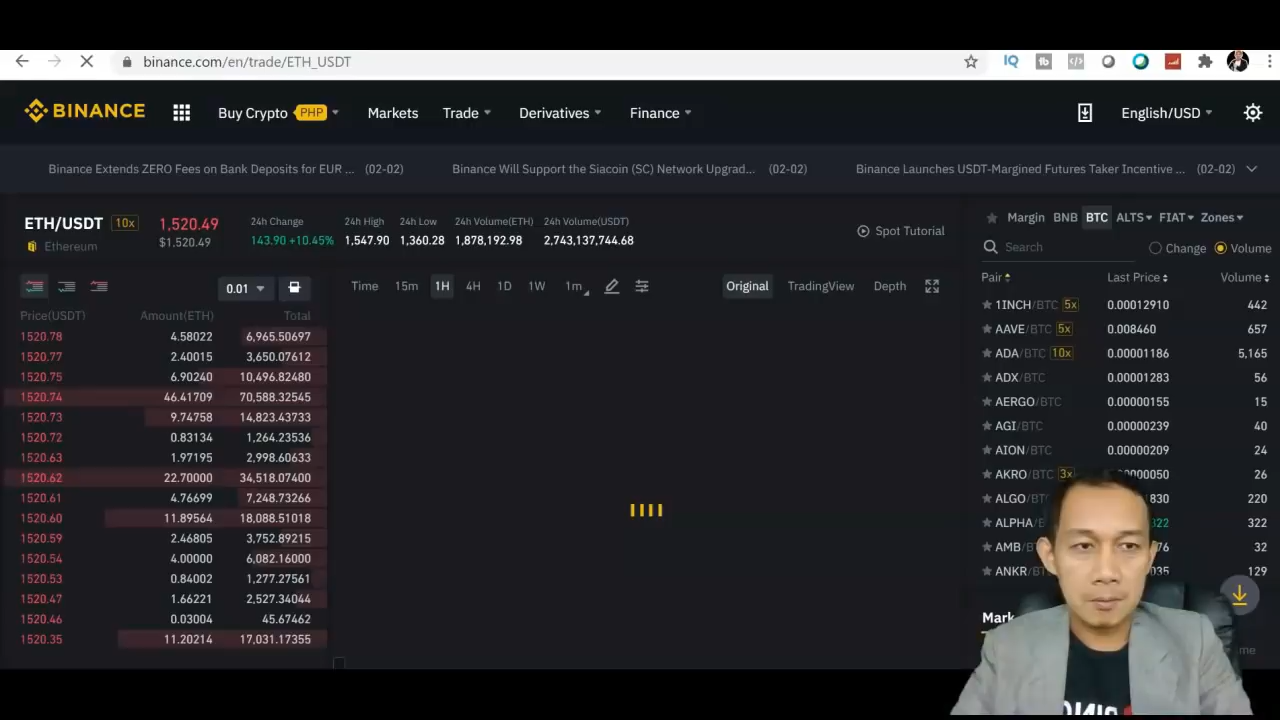 binance.com/en/trade/ETH_USDT
BINANCE Buy Crypto PHP Markets Trade Derivatives Finance English/USD
Binance Extends ZERO Fees on Bank Deposits for EUR ... (02-02) Binance Will Support the Siacoin (SC) Network Upgrad... (02-02) Binance Launches USDT-Margined Futures Taker Incentive ... (02-02)
ETH/USDT 10x 1,520.49 24h Change 24h High 24h Low 24h Volume(ETH) 24h Volume(USDT)
Ethereum $1,520.49 143.90 +10.45% 1,547.90 1,360.28 1,878,192.98 2,743,137,744.68
Spot Tutorial
Margin BNB BTC ALTS FIAT Zones
Search Change Volume
0.01 Time 15m 1H 4H 1D 1W 1m Original TradingView Depth
Pair Last Price Volume
Price(USDT) Amount(ETH) Total
1520.78 4.58022 6,965.50697
1520.77 2.40015 3,650.07612
1520.75 6.90240 10,496.82480
1520.74 46.41709 70,588.32545
1520.73 9.74758 14,823.43733
1520.72 0.83134 1,264.23536
1520.63 1.97195 2,998.60633
1520.62 22.70000 34,518.07400
1520.61 4.76699 7,248.73266
1520.60 11.89564 18,088.51018
1520.59 2.46805 3,752.89215
1520.54 4.00000 6,082.16000
1520.53 0.84002 1,277.27561
1520.47 1.66221 2,527.34044
1520.46 0.03004 45.67462
1520.35 11.20214 17,031.17355
1INCH/BTC 5x 0.00012910 442
AAVE/BTC 5x 0.008460 657
ADA/BTC 10x 0.00001186 5,165
ADX/BTC 0.00001283 56
AERGO/BTC 0.00000155 15
AGI/BTC 0.00000239 40
AION/BTC 0.00000209 24
AKRO/BTC 3x 26
ALGO/BTC 830 220
ALPHA/B 322
AMB/B 76 32
ANKR/BT 035 129